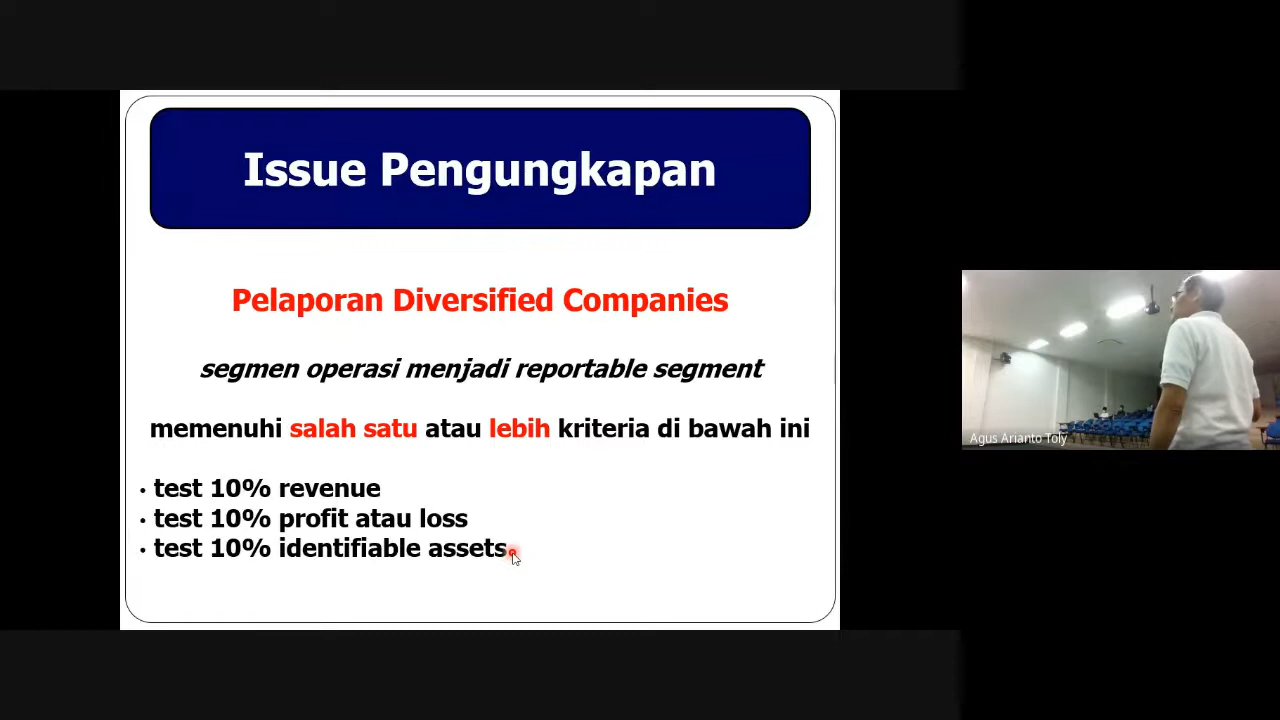 Issue Pengungkapan
Pelaporan Diversified Companies
segmen operasi menjadi reportable segment
memenuhi salah satu atau lebih kriteria di bawah ini
• test 10% revenue
• test 10% profit atau loss
• test 10% identifiable assets
Agus Arianto Toly